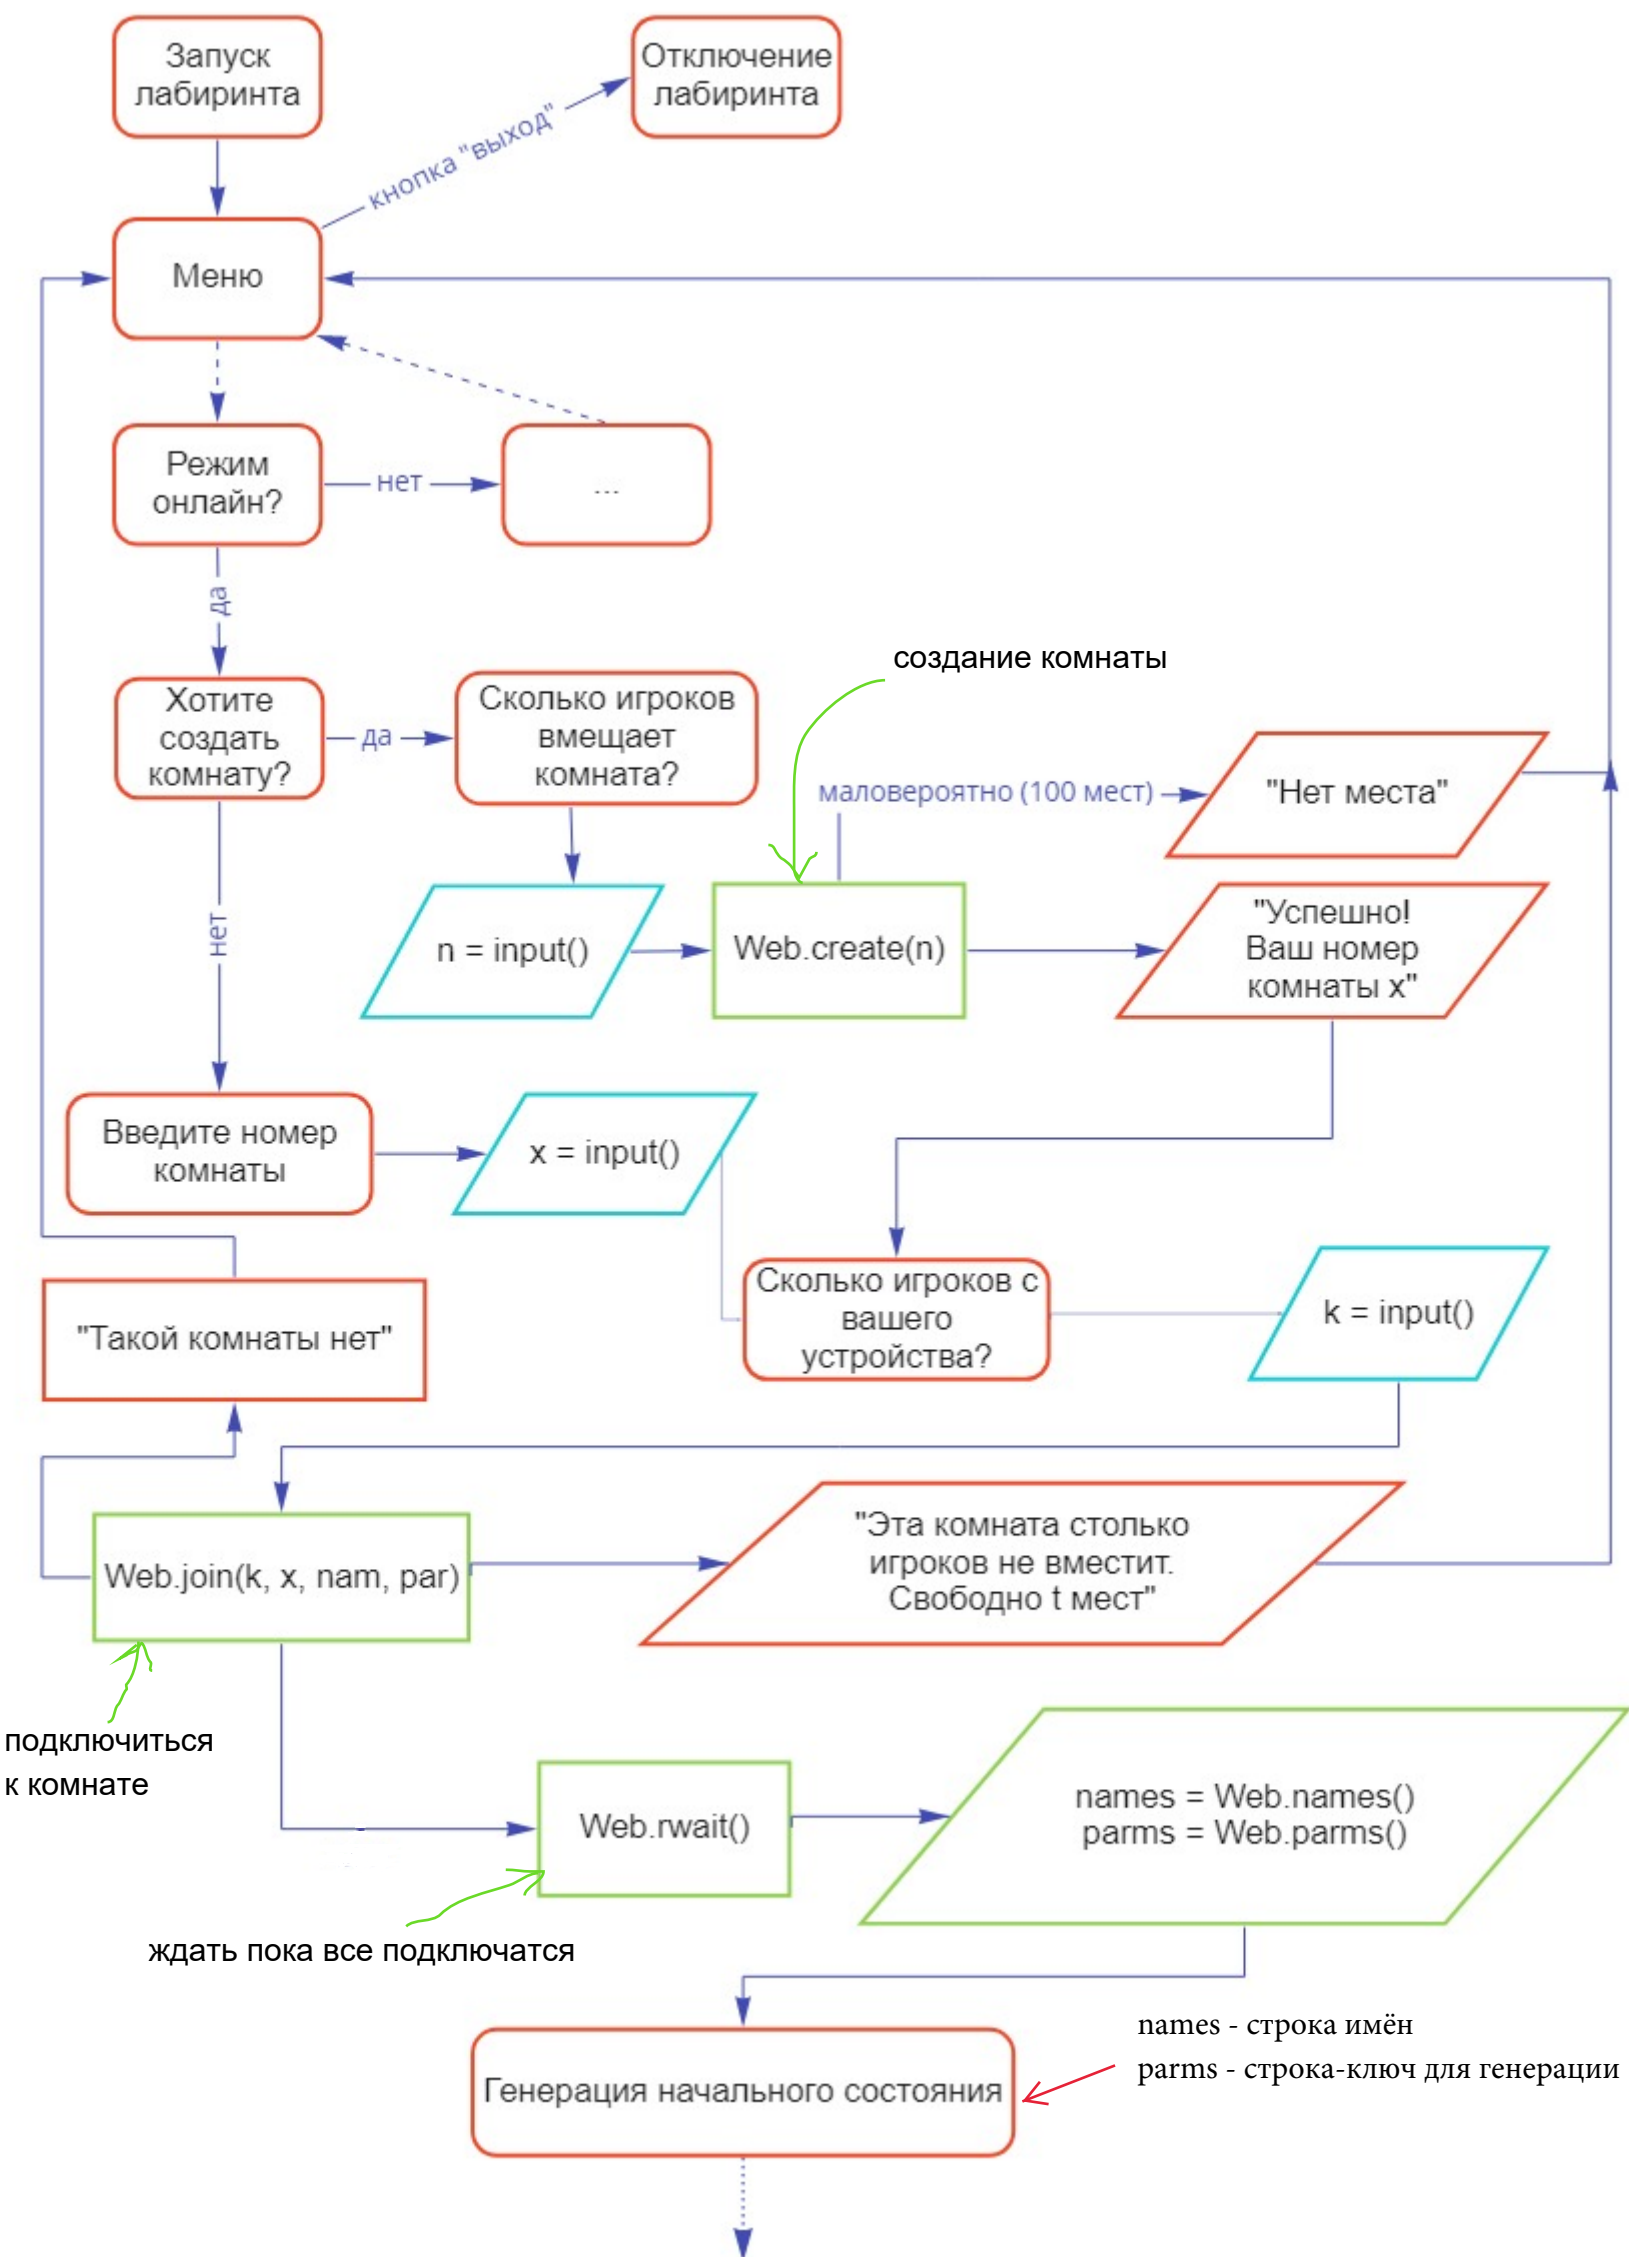 Запуск
лабиринта
Отключение
лабиринта
кнопка "выход"
Меню
Режим
онлайн?
нет
...
да
создание комнаты
Хотите
создать
комнату?
да
Сколько игроков
вмещает
комната?
маловероятно (100 мест)
"Нет места"
нет
n = input()
Web.create(n)
"Успешно!
Ваш номер
комнаты x"
Введите номер
комнаты
x = input()
Сколько игроков с
вашего
устройства?
k = input()
"Такой комнаты нет"
Web.join(k, x, nam, par)
"Эта комната столько
игроков не вместит.
Свободно t мест"
подключиться
к комнате
Web.rwait()
names = Web.names()
parms = Web.parms()
ждать пока все подключатся
Генерация начального состояния
names - строка имён
parms - строка-ключ для генерации